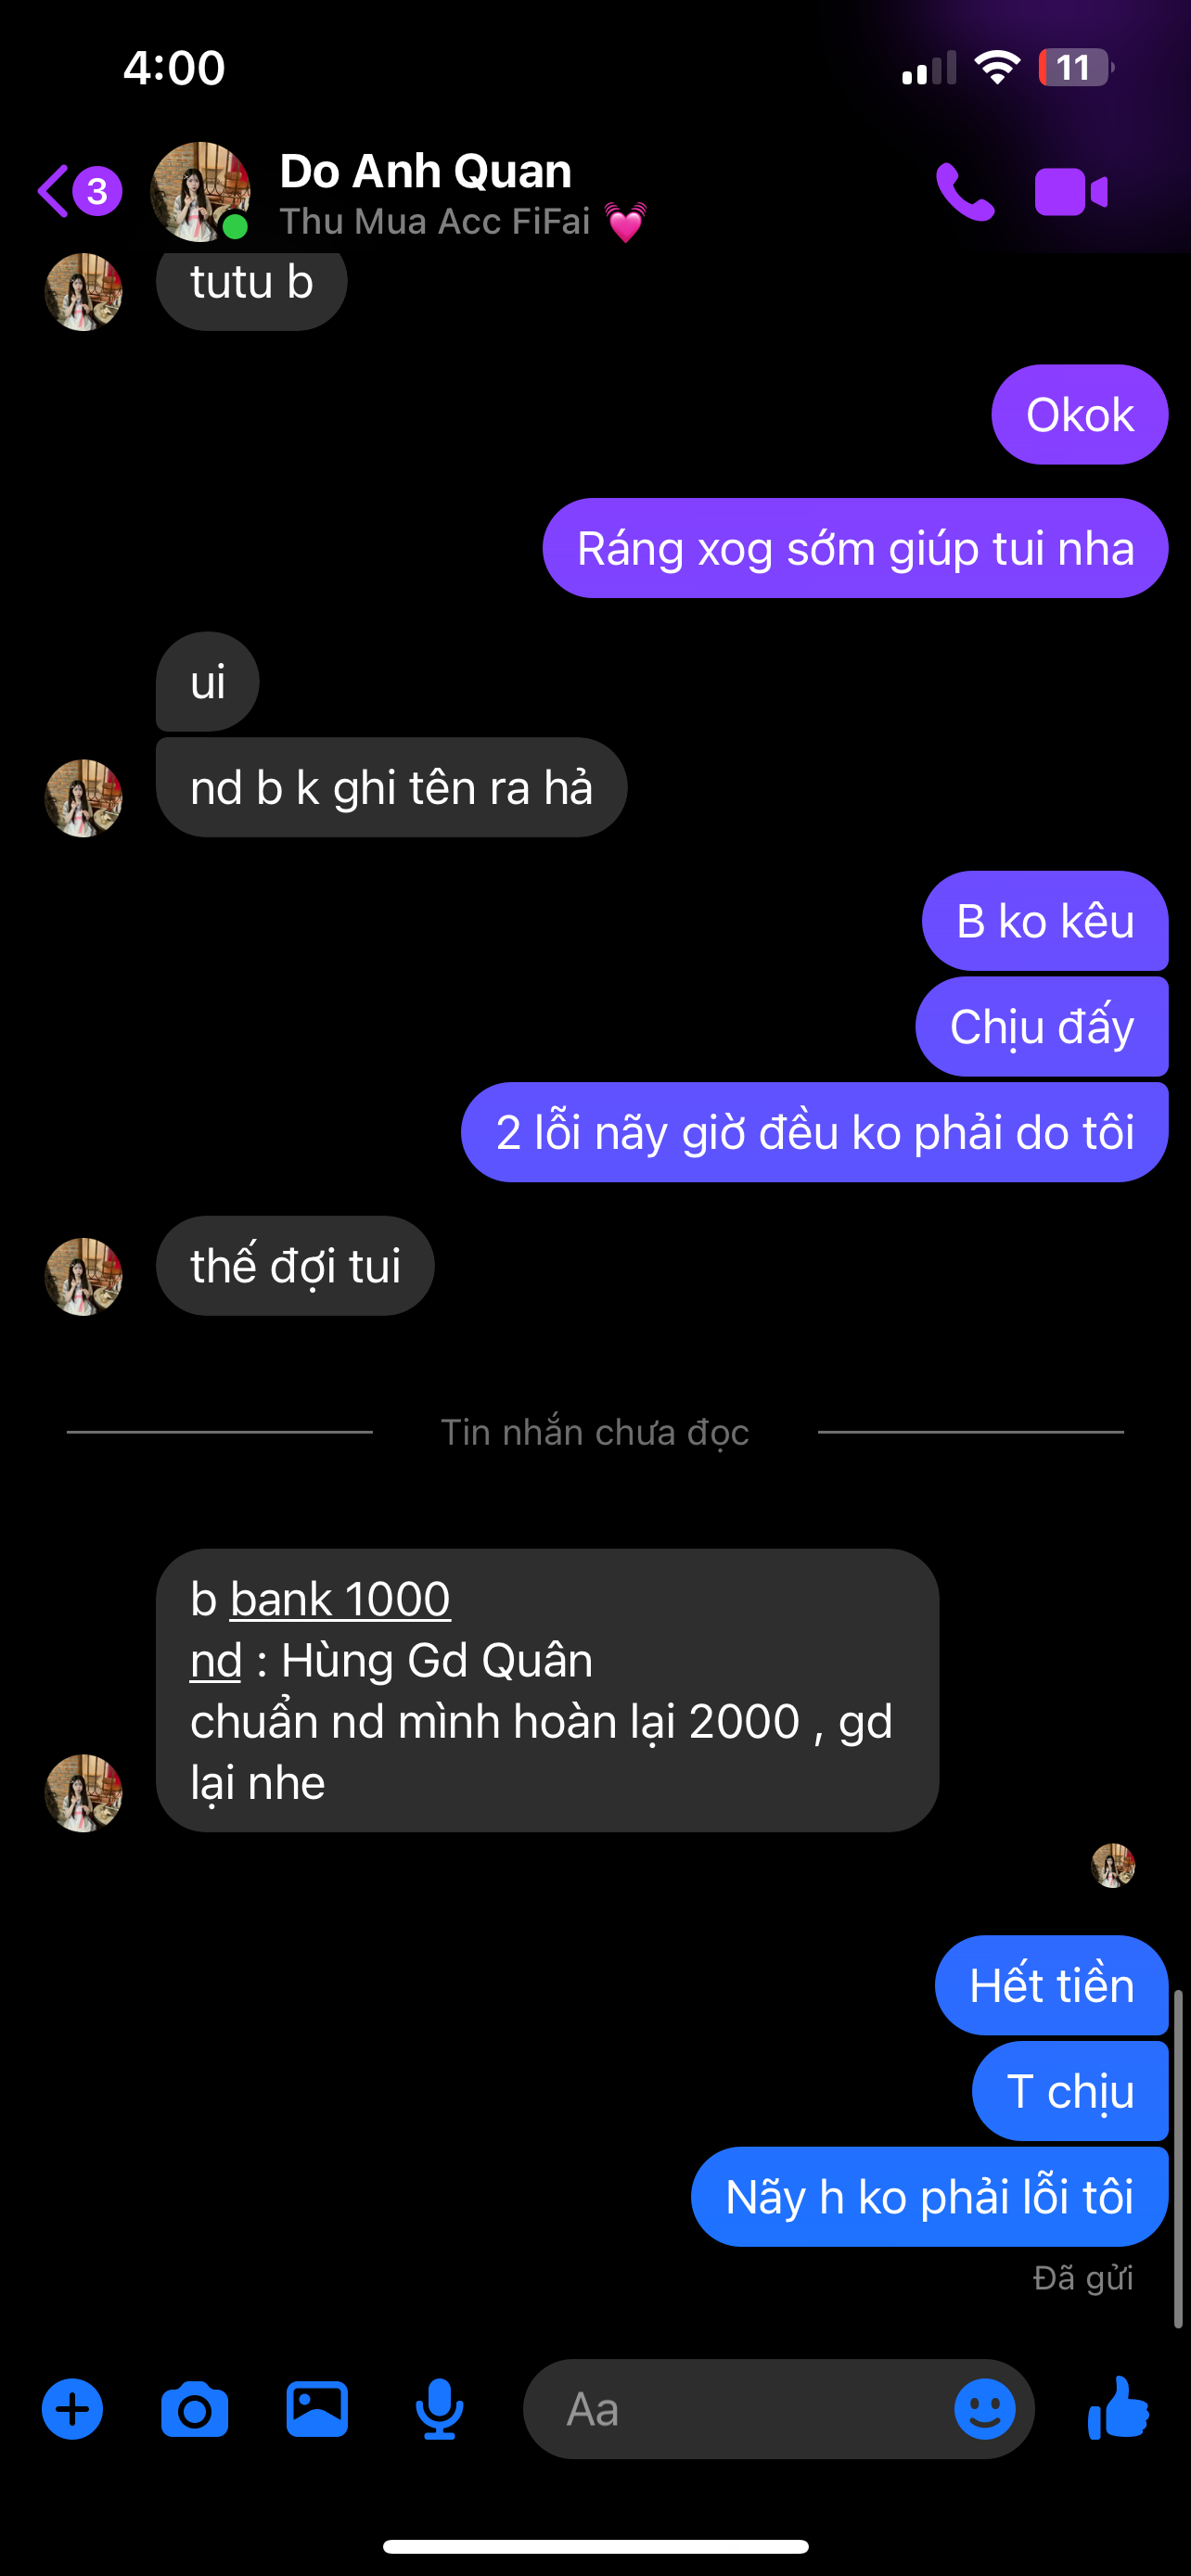 4:00
11
3
Do Anh Quan
Thu Mua Acc FiFai 💓
tutu b
Okok
Ráng xog sớm giúp tui nha
ui
nd b k ghi tên ra hả
B ko kêu
Chịu đấy
2 lỗi nãy giờ đều ko phải do tôi
thế đợi tui
Tin nhắn chưa đọc
b bank 1000
nd : Hùng Gd Quân
chuẩn nd mình hoàn lại 2000 , gd
lại nhe
Hết tiền
T chịu
Nãy h ko phải lỗi tôi
Đã gửi
Aa